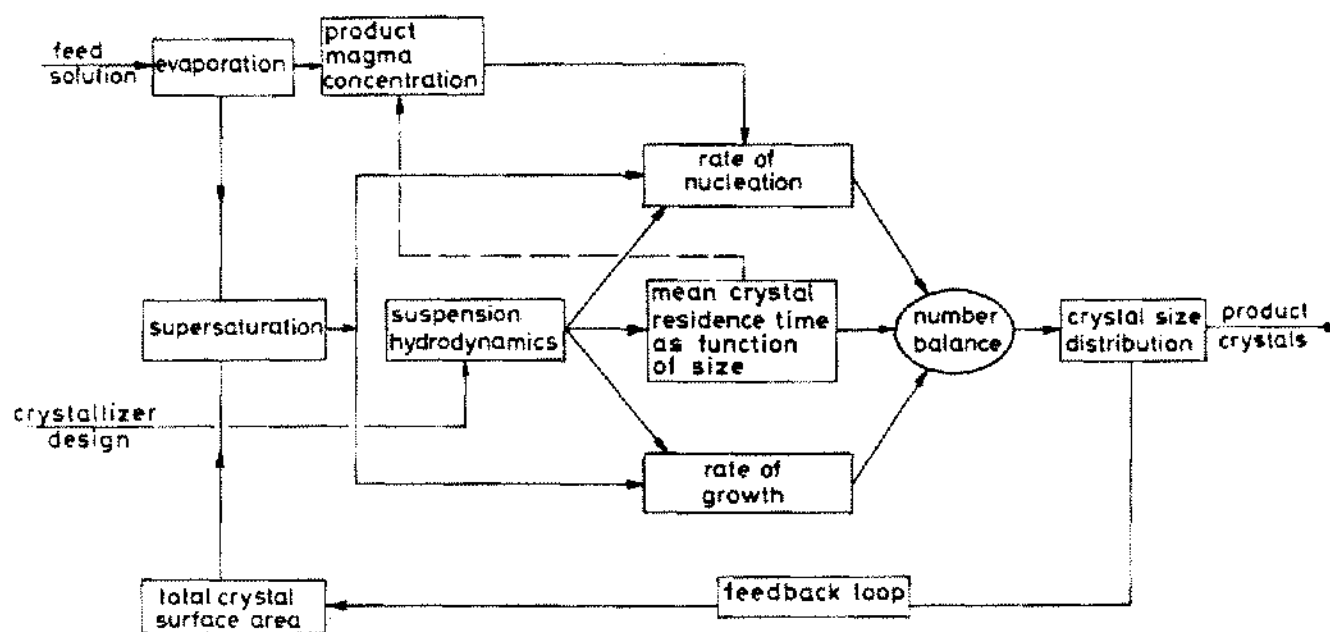 feed
solution
evaporation
product
magma
concentration
rate of
nucleation
supersaturation
suspension
hydrodynamics
mean crystal
residence time
as function
of size
number
balance
crystal size
distribution
product
crystals
crystallizer
design
rate of
growth
total crystal
surface area
feedback loop